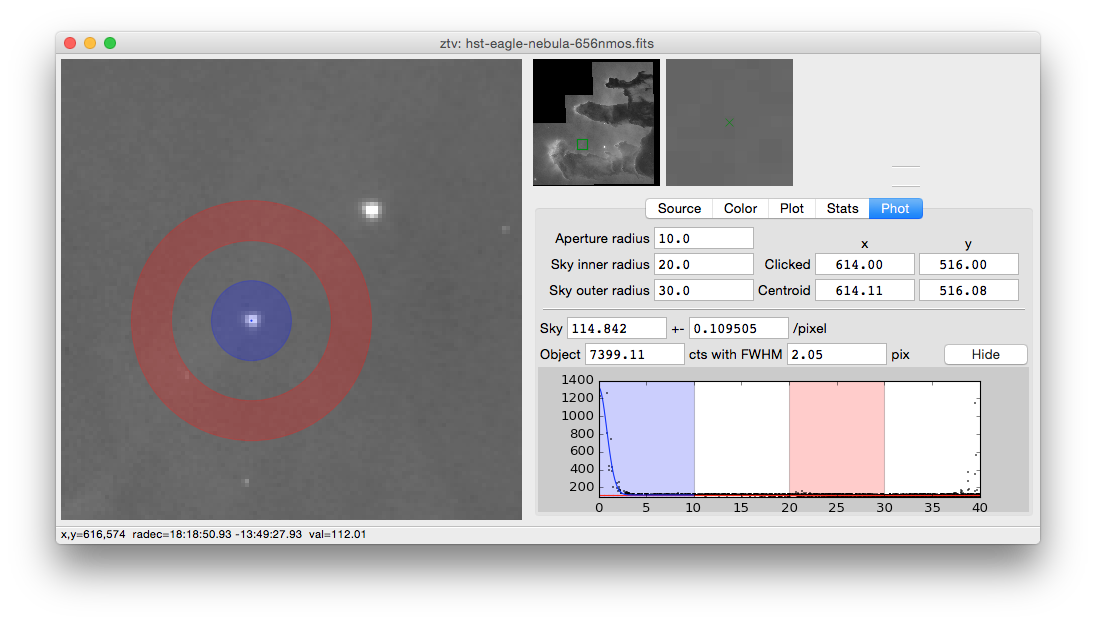 ztv: hst-eagle-nebula-656nmos.fits
Source Color Plot Stats Phot
Aperture radius 10.0 x y
Sky inner radius 20.0 Clicked 614.00 516.00
Sky outer radius 30.0 Centroid 614.11 516.08
Sky 114.842 +- 0.109505 /pixel
Object 7399.11 cts with FWHM 2.05 pix Hide
1400
1200
1000
800
600
400
200
0 5 10 15 20 25 30 35 40
x,y=616,574 radec=18:18:50.93 -13:49:27.93 val=112.01